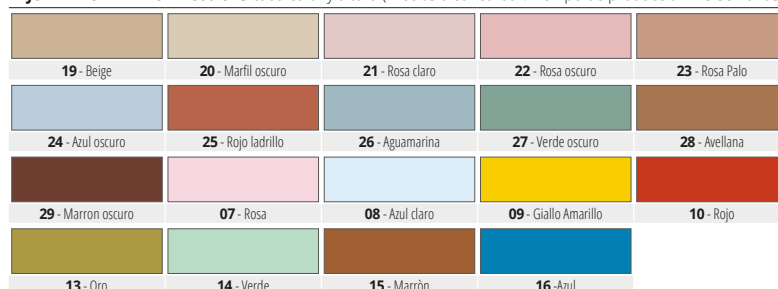 19 - Beige
20 - Marfil oscuro
21 - Rosa claro
22 - Rosa oscuro
23 - Rosa Palo
24 - Azul oscuro
25 - Rojo ladrillo
26 - Aguamarina
27 - Verde oscuro
28 - Avellana
29 - Marron oscuro
07 - Rosa
08 - Azul claro
09 - Giallo Amarillo
10 - Rojo
13 - Oro
14 - Verde
15 - Marròn
16 -Azul